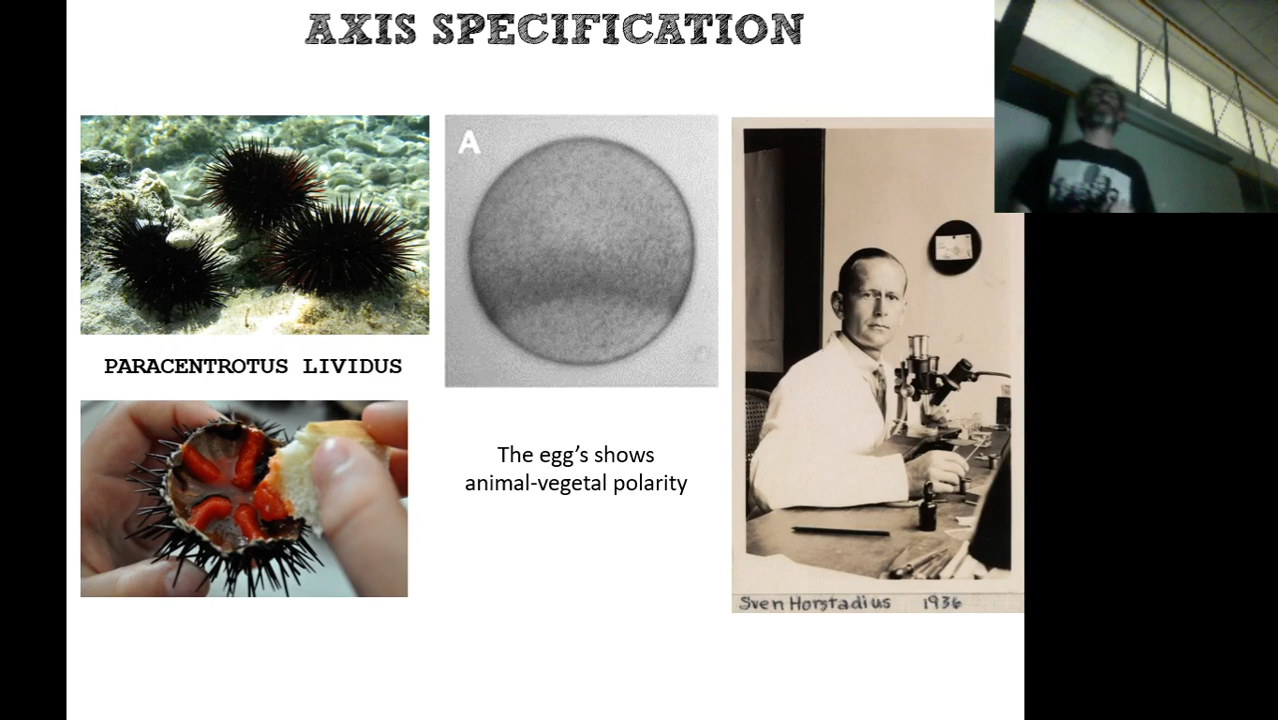 AXIS SPECIFICATION
A
PARACENTROTUS LIVIDUS
The egg’s shows
animal-vegetal polarity
Sven Horstadius 1936